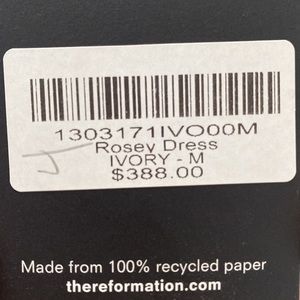 1303171IVO00M
Rosey Dress
IVORY - M
$388.00
Made from 100% recycled paper
thereformation.com